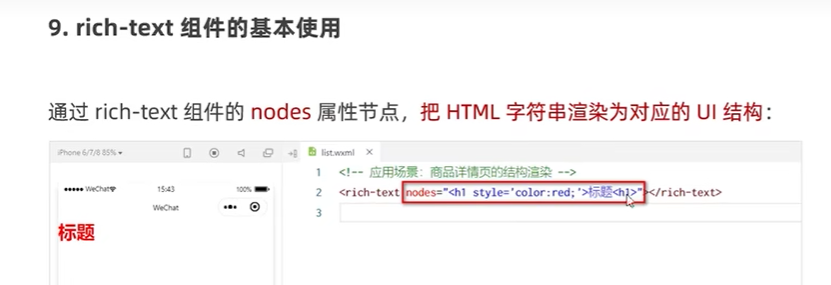 9. rich-text 组件的基本使用
通过 rich-text 组件的 nodes 属性节点，把 HTML 字符串渲染为对应的 UI 结构：
iPhone 6/7/8 85%
list.wxml
WeChat 15:43 100%
WeChat
标题
1 <!-- 应用场景：商品详情页的结构渲染 -->
2 <rich-text nodes="<h1 style='color:red;'>标题<h1>"></rich-text>
3